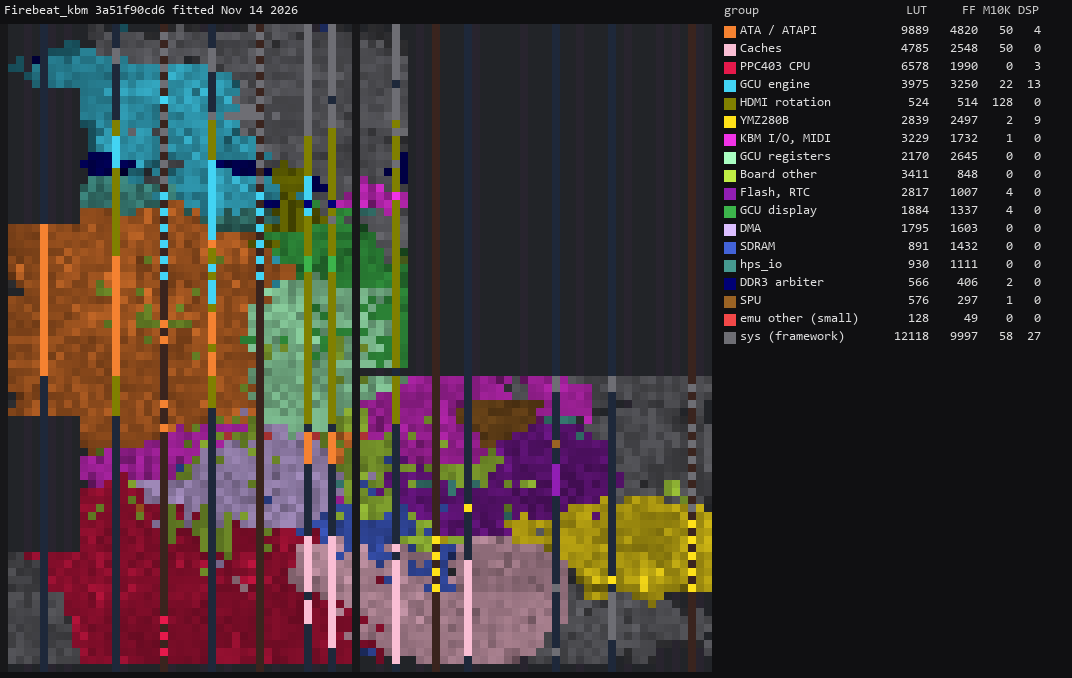 Firebeat_kbm 3a51f90cd6 fitted Nov 14 2026
group LUT FF M10K DSP
ATA / ATAPI 9889 4820 50 4
Caches 4785 2548 50 0
PPC403 CPU 6578 1990 0 3
GCU engine 3975 3250 22 13
HDMI rotation 524 514 128 0
YMZ280B 2839 2497 2 9
KBM I/O, MIDI 3229 1732 1 0
GCU registers 2170 2645 0 0
Board other 3411 848 0 0
Flash, RTC 2817 1007 4 0
GCU display 1884 1337 4 0
DMA 1795 1603 0 0
SDRAM 891 1432 0 0
hps_io 930 1111 0 0
DDR3 arbiter 566 406 2 0
SPU 576 297 1 0
emu other (small) 128 49 0 0
sys (framework) 12118 9997 58 27